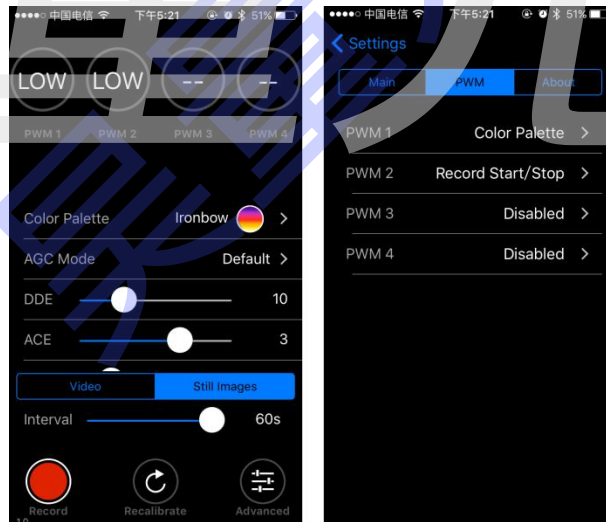 中国电信 下午5:21 51%
LOW LOW -- --
PWM 1 PWM 2 PWM 3 PWM 4
Color Palette Ironbow
AGC Mode Default
DDE 10
ACE 3
Video Still Images
Interval 60s
Record Recalibrate Advanced
中国电信 下午5:21 51%
Settings
Main PWM About
PWM 1 Color Palette
PWM 2 Record Start/Stop
PWM 3 Disabled
PWM 4 Disabled